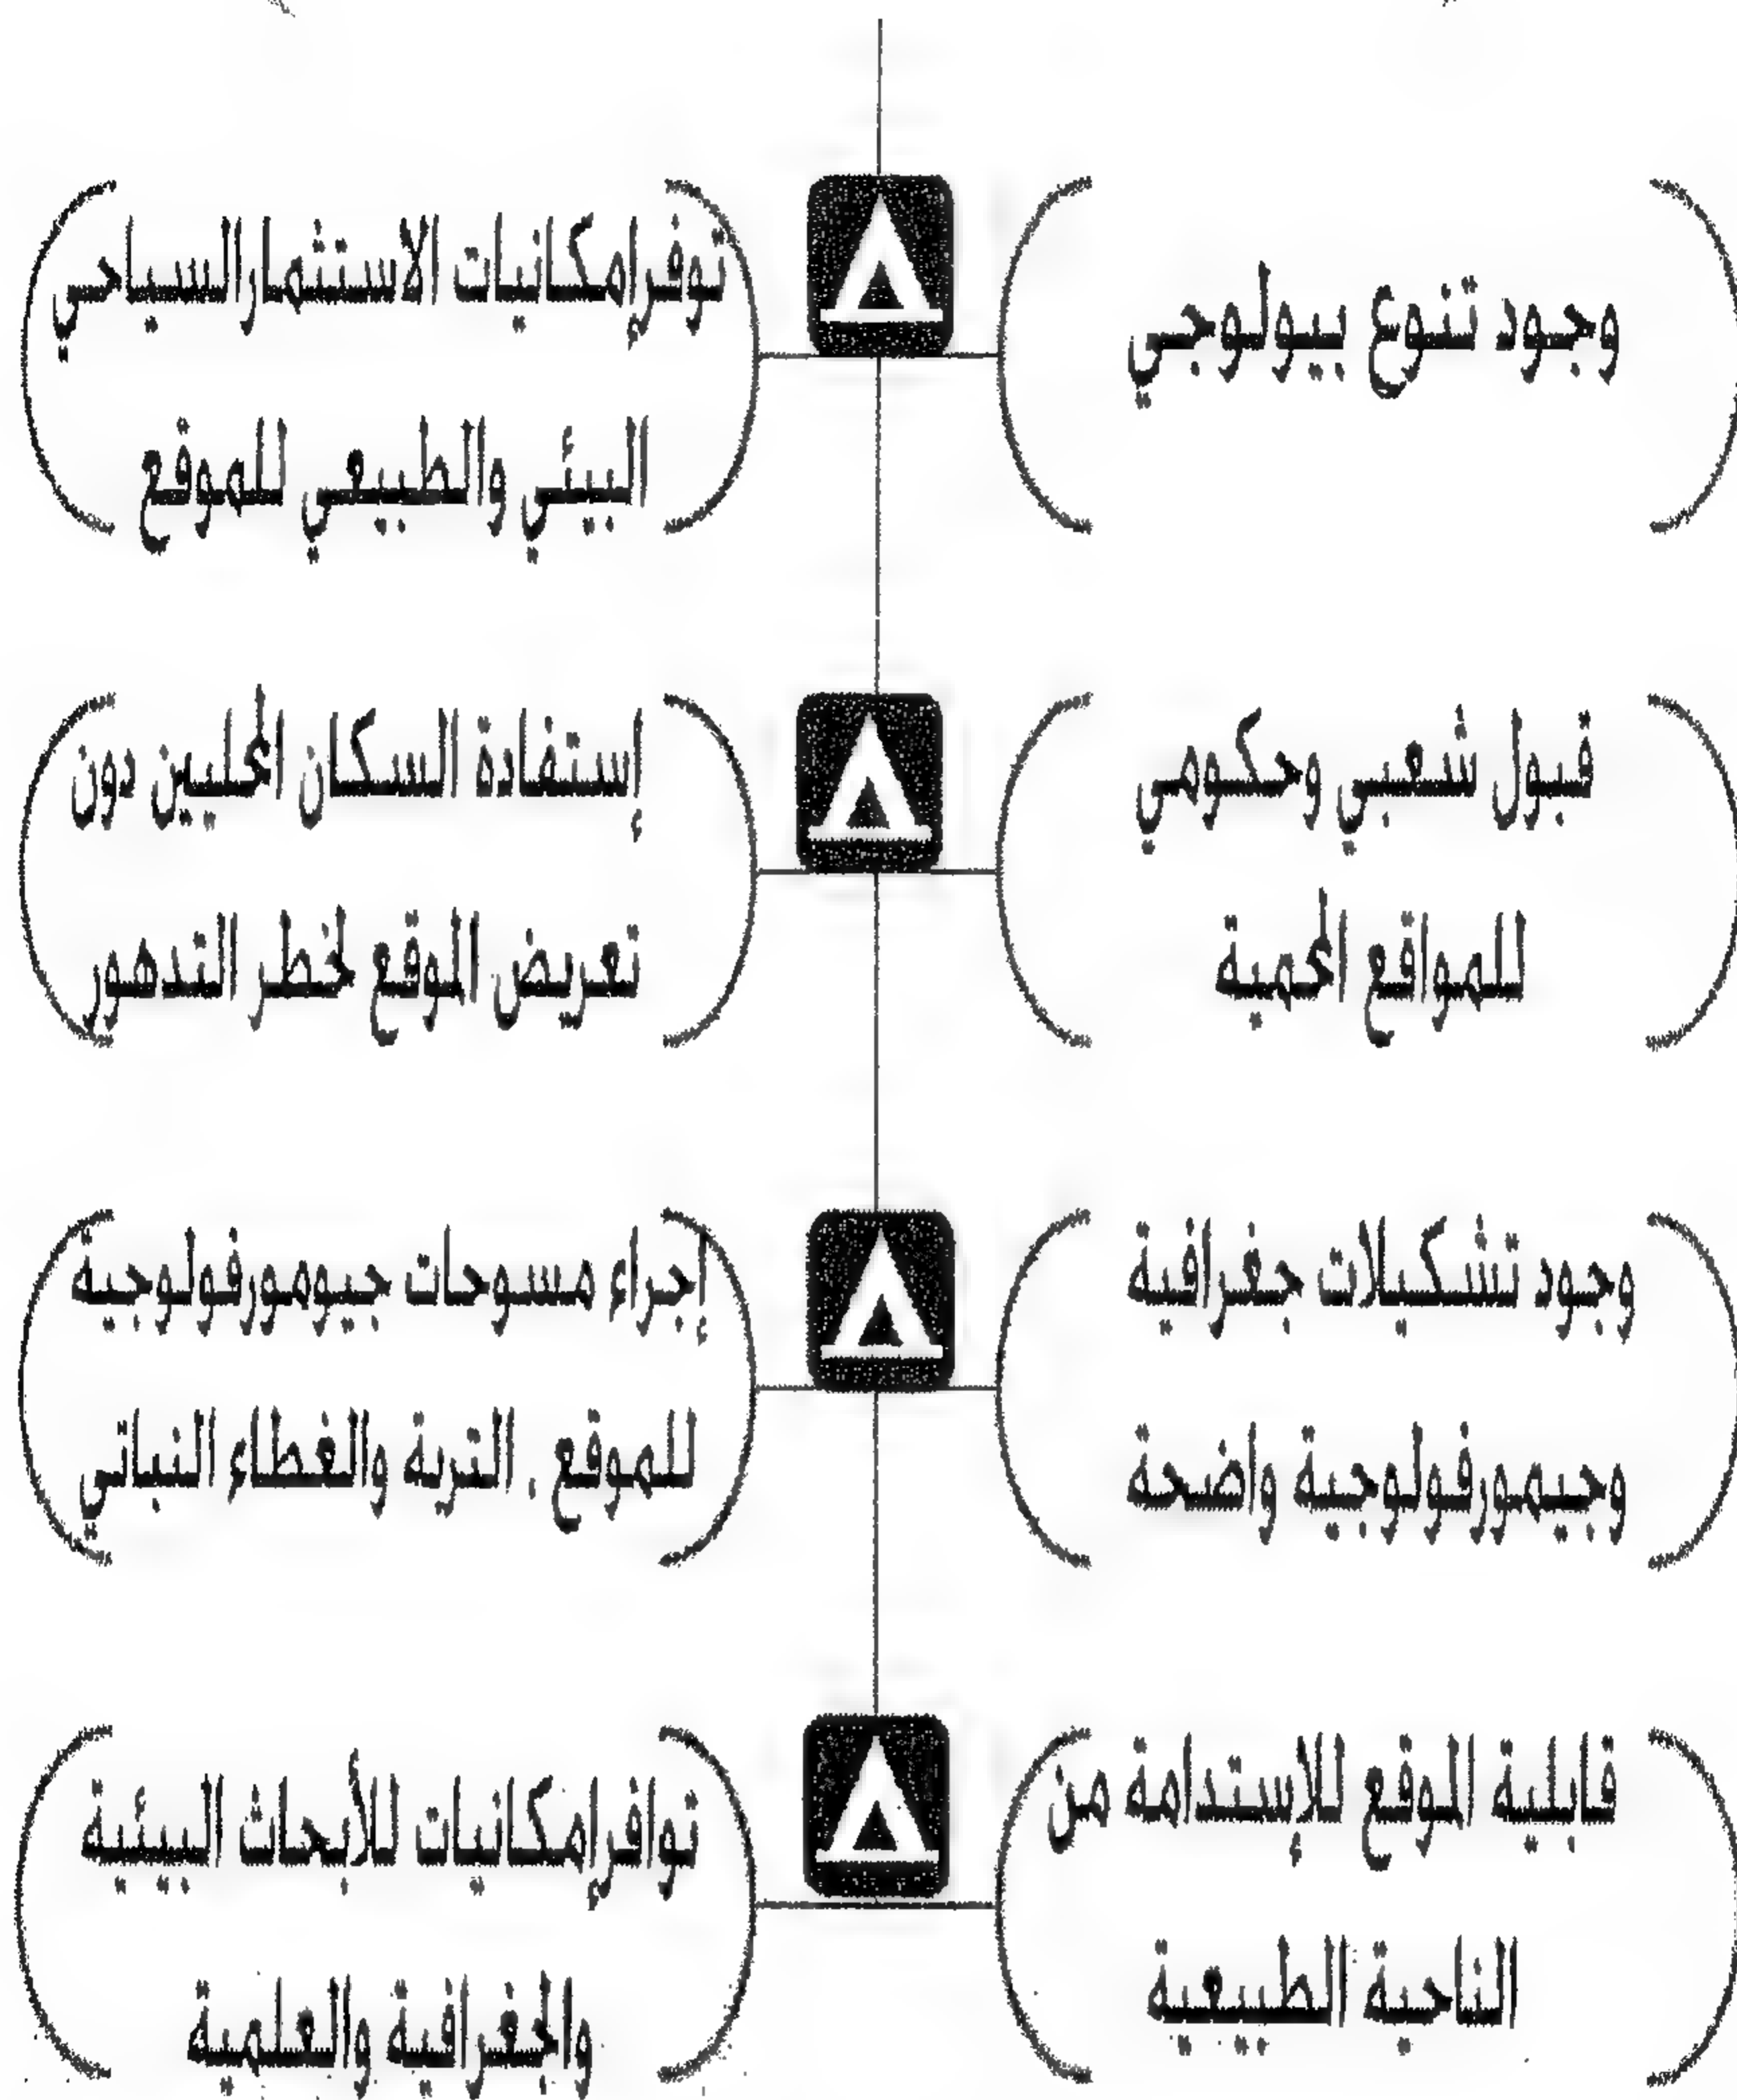 وجود تنوع بيولوجي
توفرإمكانيات الاستثمارالسياحي
البيئي والطبيعي للموقع
قبول شعبي وحكومي
للمواقع المحمية
إستفادة السكان المحليين دون
تعريض الموقع لخطر التدهور
وجود تشكيلات جغرافية
وجيمورفولوجية واضحة
إجراء مسوحات جيومورفولوجية
للموقع . التربة والغطاء النباتي
قابلية الموقع للإستدامة من
الناحية الطبيعية
توافرإمكانيات للأبحاث البيئية
والجغرافية والعلمية